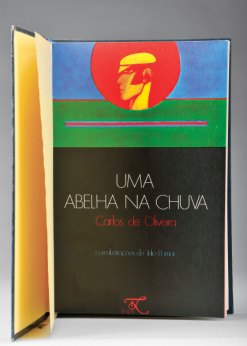 UMA
ABELHA NA CHUVA
Carlos de Oliveira
com ilustrações de Júlio Pomar